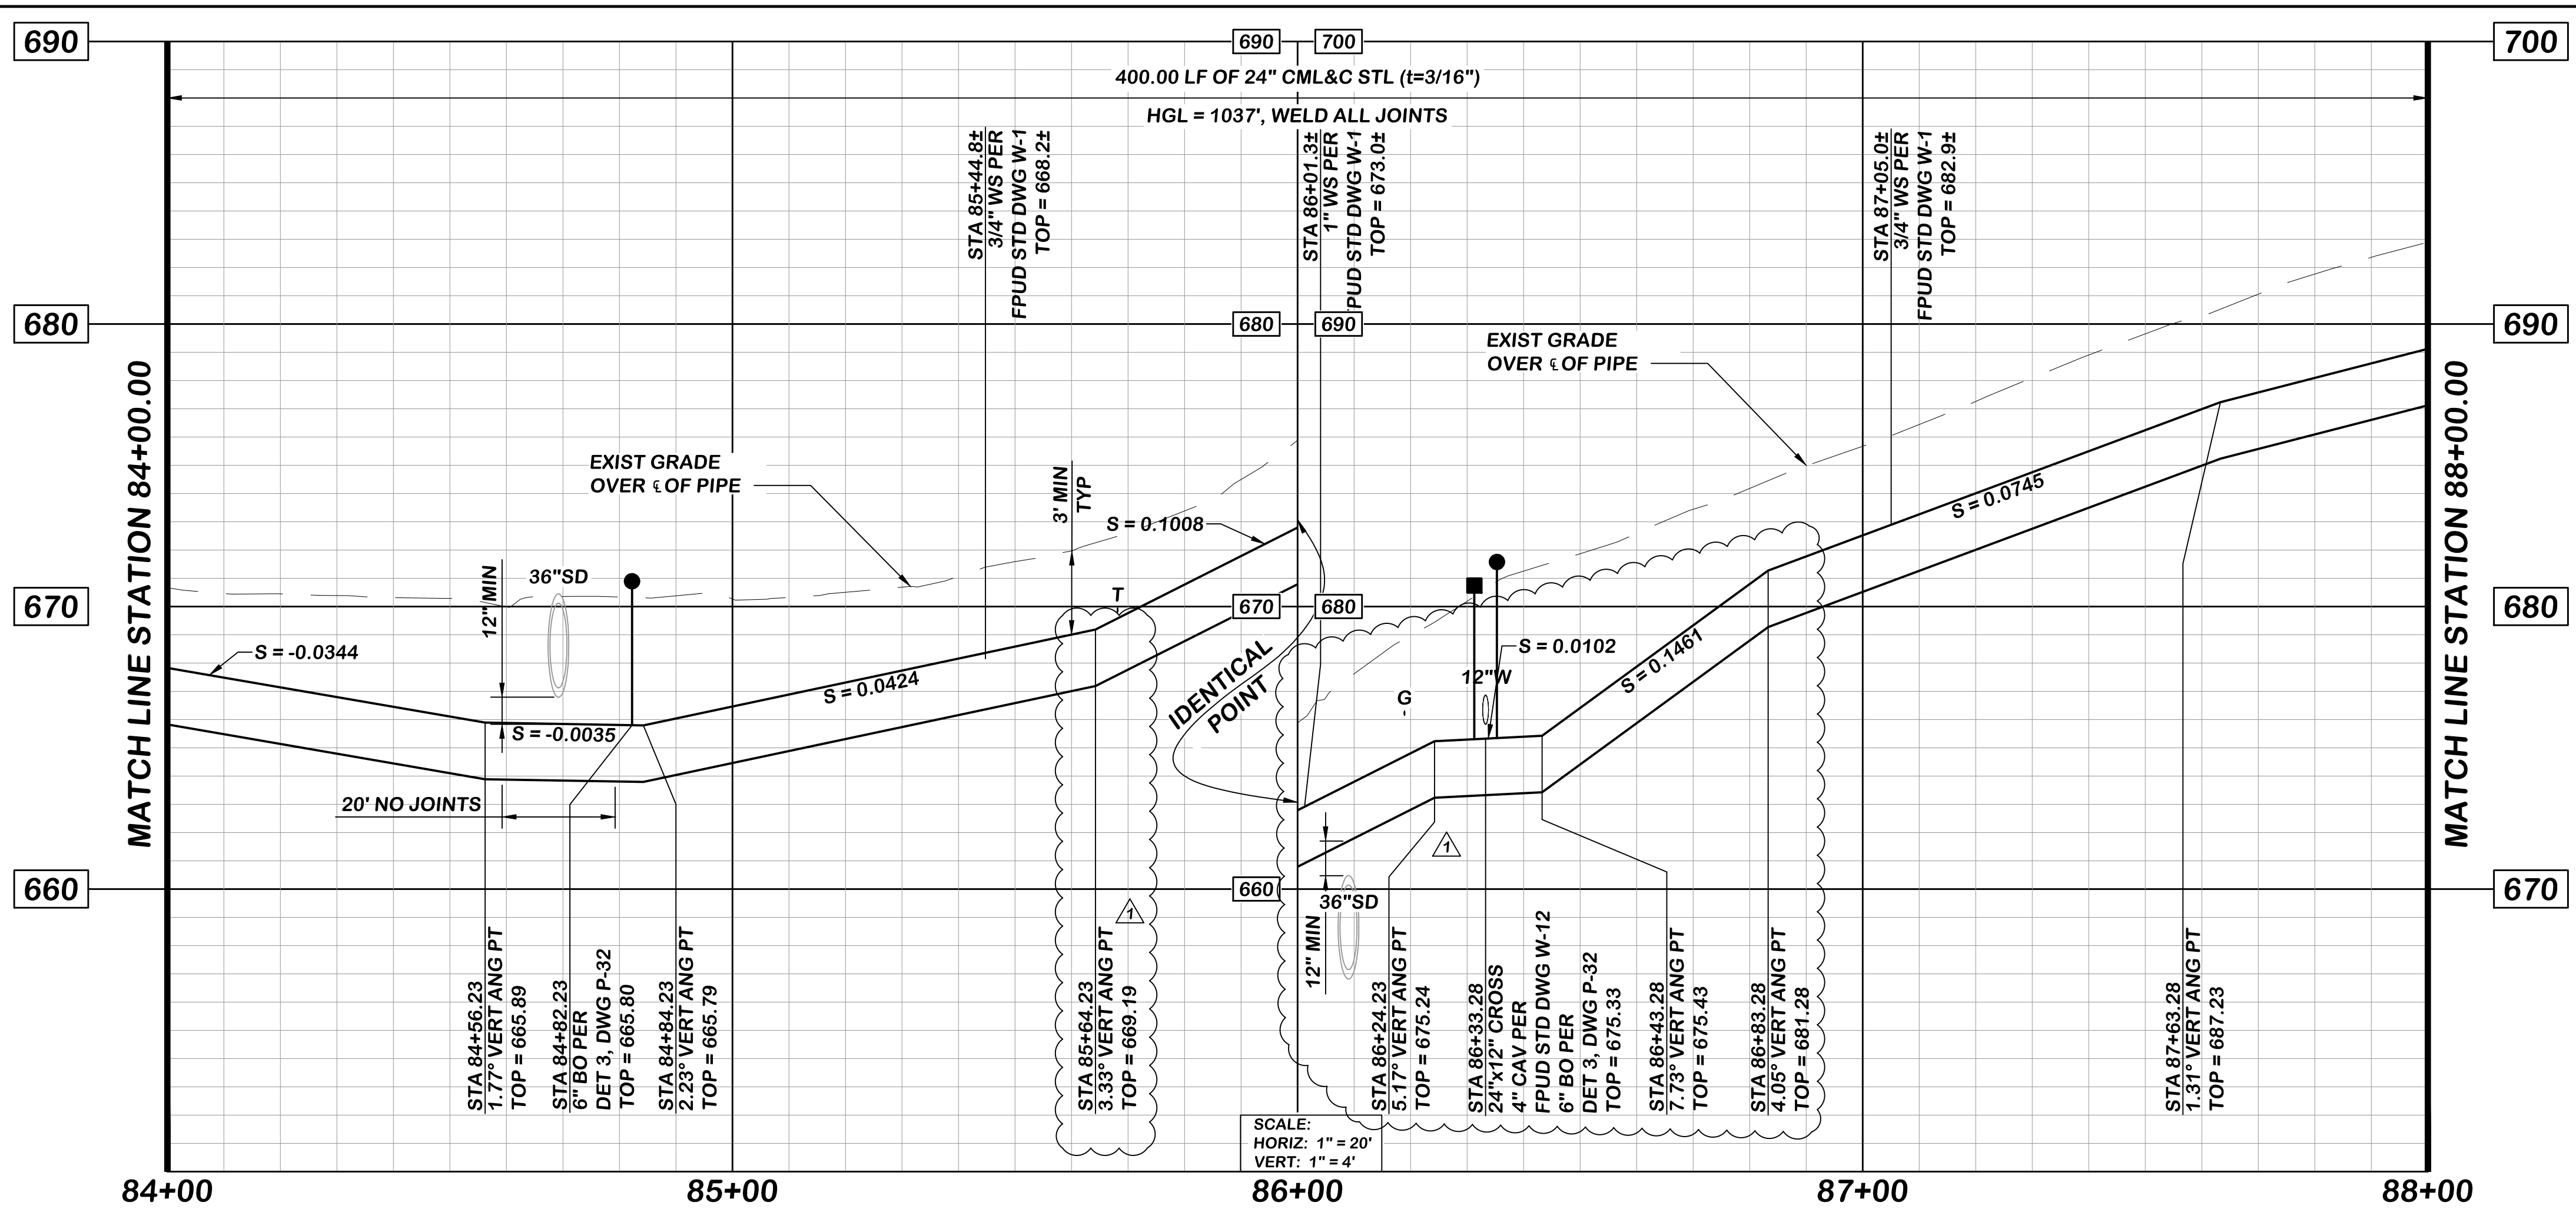 690
690
700
700
400.00 LF OF 24" CML&C STL (t=3/16")
HGL = 1037', WELD ALL JOINTS
STA 85+44.8±
3/4" WS PER
FPUD STD DWG W-1
TOP = 668.2±
STA 86+01.3±
1" WS PER
FPUD STD DWG W-1
TOP = 673.0±
STA 87+05.0±
3/4" WS PER
FPUD STD DWG W-1
TOP = 682.9±
680
680
690
690
EXIST GRADE
OVER ℄ OF PIPE
EXIST GRADE
OVER ℄ OF PIPE
MATCH LINE STATION 84+00.00
MATCH LINE STATION 88+00.00
3' MIN
TYP
S = 0.1008
S = 0.0745
12" MIN
36"SD
T
670
670
680
680
S = -0.0344
S = -0.0035
S = 0.0424
IDENTICAL
POINT
S = 0.0102
12"W
G
S = 0.1461
20' NO JOINTS
1
1
660
660
670
36"SD
12" MIN
STA 84+56.23
1.77° VERT ANG PT
TOP = 665.89
STA 84+82.23
6" BO PER
DET 3, DWG P-32
TOP = 665.80
STA 84+84.23
2.23° VERT ANG PT
TOP = 665.79
STA 85+64.23
3.33° VERT ANG PT
TOP = 669.19
STA 86+24.23
5.17° VERT ANG PT
TOP = 675.24
STA 86+33.28
24"x12" CROSS
4" CAV PER
FPUD STD DWG W-12
6" BO PER
DET 3, DWG P-32
TOP = 675.33
STA 86+43.28
7.73° VERT ANG PT
TOP = 675.43
STA 86+83.28
4.05° VERT ANG PT
TOP = 681.28
STA 87+63.28
1.31° VERT ANG PT
TOP = 687.23
SCALE:
HORIZ: 1" = 20'
VERT: 1" = 4'
84+00
85+00
86+00
87+00
88+00